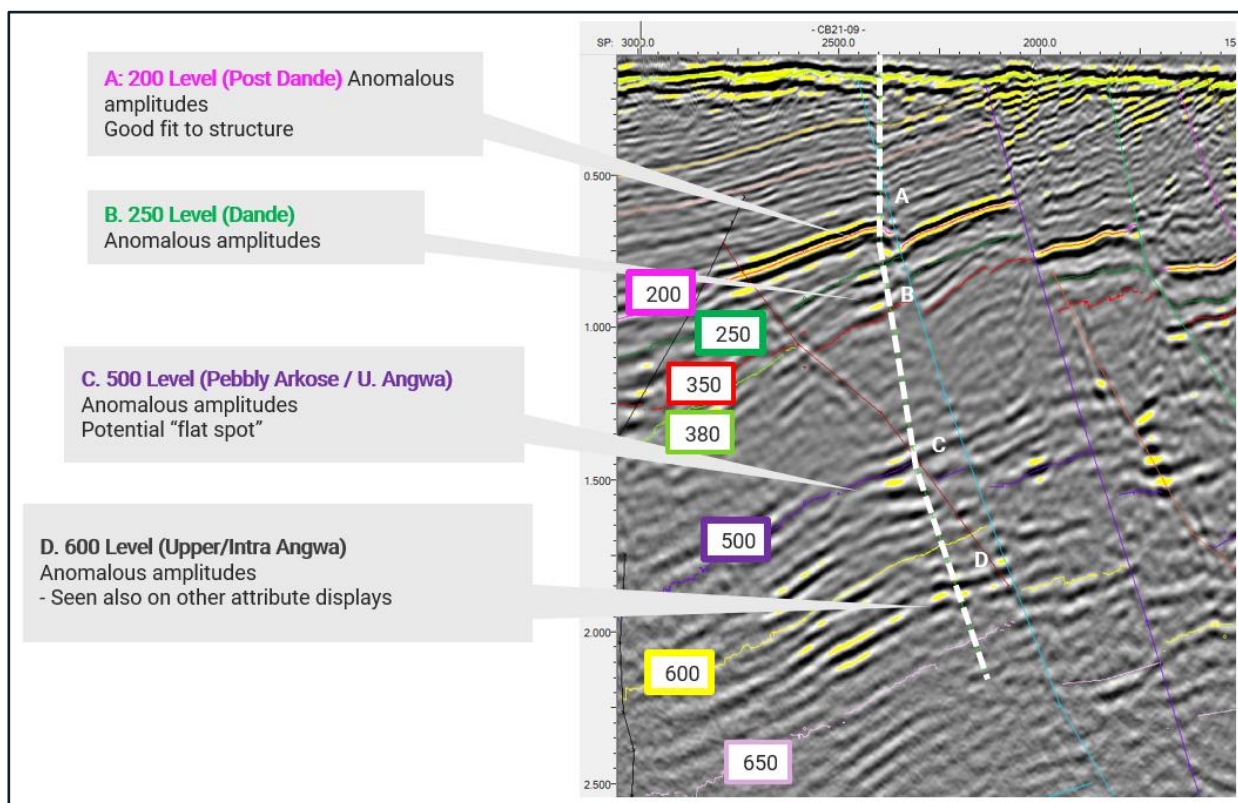 - CB21-09 -
SP: 3000.0 2500.0 2000.0 15
A: 200 Level (Post Dande) Anomalous
amplitudes
Good fit to structure
B. 250 Level (Dande)
Anomalous amplitudes
C. 500 Level (Pebbly Arkose / U. Angwa)
Anomalous amplitudes
Potential “flat spot”
D. 600 Level (Upper/Intra Angwa)
Anomalous amplitudes
- Seen also on other attribute displays
0.500
1.000
1.500
2.000
2.500
A
B
C
D
200
250
350
380
500
600
650